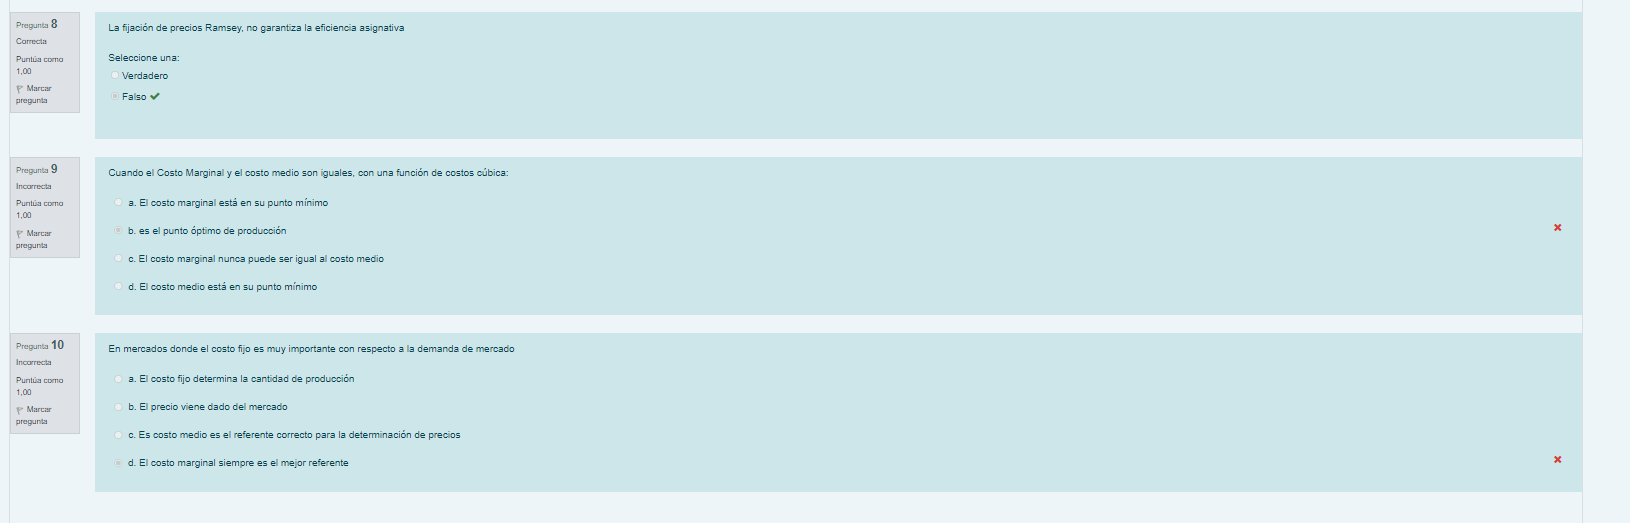 Pregunta 8
Correcta
Puntúa como
1,00
Marcar
pregunta
La fijación de precios Ramsey, no garantiza la eficiencia asignativa
Seleccione una:
Verdadero
Falso
Pregunta 9
Incorrecta
Puntúa como
1,00
Marcar
pregunta
Cuando el Costo Marginal y el costo medio son iguales, con una función de costos cúbica:
a. El costo marginal está en su punto mínimo
b. es el punto óptimo de producción
c. El costo marginal nunca puede ser igual al costo medio
d. El costo medio está en su punto mínimo
Pregunta 10
Incorrecta
Puntúa como
1,00
Marcar
pregunta
En mercados donde el costo fijo es muy importante con respecto a la demanda de mercado
a. El costo fijo determina la cantidad de producción
b. El precio viene dado del mercado
c. Es costo medio es el referente correcto para la determinación de precios
d. El costo marginal siempre es el mejor referente